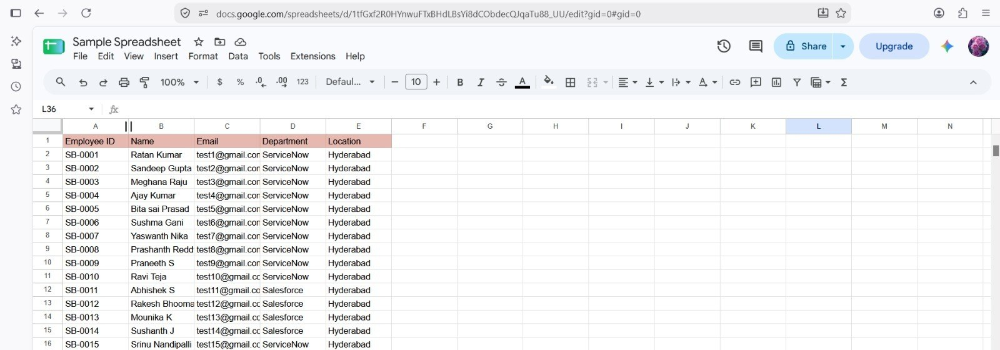 docs.google.com/spreadsheets/d/1tfGxf2R0HYnwuFTxBHdLBsYi8dCObdecQJqaTu88_UU/edit?gid=0#gid=0
Sample Spreadsheet
File Edit View Insert Format Data Tools Extensions Help
Share
Upgrade
100% $ % .0 .00 123 Defaul... 10 B I S A Σ
L36 fx
A B C D E F G H I J K L M N
1 Employee ID Name Email Department Location
2 SB-0001 Ratan Kumar test1@gmail.con ServiceNow Hyderabad
3 SB-0002 Sandeep Gupta test2@gmail.con ServiceNow Hyderabad
4 SB-0003 Meghana Raju test3@gmail.con ServiceNow Hyderabad
5 SB-0004 Ajay Kumar test4@gmail.con ServiceNow Hyderabad
6 SB-0005 Bita sai Prasad test5@gmail.con ServiceNow Hyderabad
7 SB-0006 Sushma Gani test6@gmail.con ServiceNow Hyderabad
8 SB-0007 Yaswanth Nika test7@gmail.con ServiceNow Hyderabad
9 SB-0008 Prashanth Redd test8@gmail.con ServiceNow Hyderabad
10 SB-0009 Praneeth S test9@gmail.con ServiceNow Hyderabad
11 SB-0010 Ravi Teja test10@gmail.cc ServiceNow Hyderabad
12 SB-0011 Abhishek S test11@gmail.co Salesforce Hyderabad
13 SB-0012 Rakesh Bhooma test12@gmail.cc Salesforce Hyderabad
14 SB-0013 Mounika K test13@gmail.cc Salesforce Hyderabad
15 SB-0014 Sushanth J test14@gmail.cc Salesforce Hyderabad
16 SB-0015 Srinu Nandipalli test15@gmail.cc ServiceNow Hyderabad